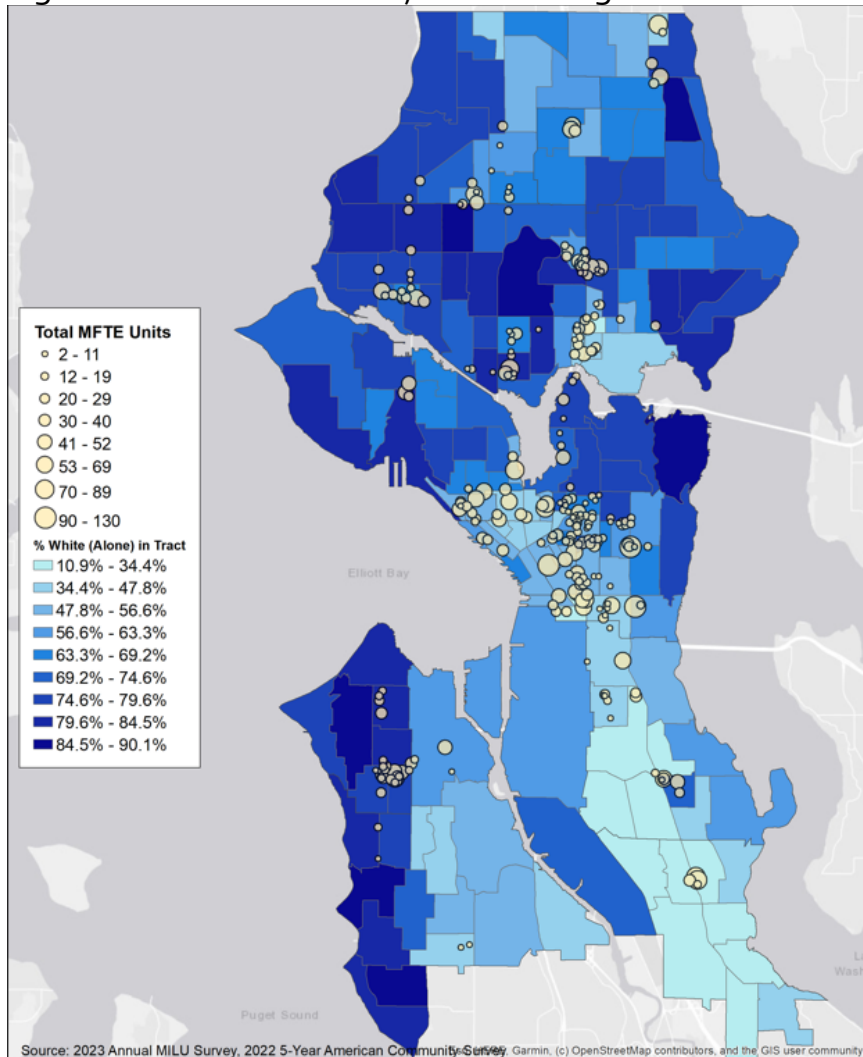 Total MFTE Units
2 - 11
12 - 19
20 - 29
30 - 40
41 - 52
53 - 69
70 - 89
90 - 130
% White (Alone) in Tract
10.9% - 34.4%
34.4% - 47.8%
47.8% - 56.6%
56.6% - 63.3%
63.3% - 69.2%
69.2% - 74.6%
74.6% - 79.6%
79.6% - 84.5%
84.5% - 90.1%
Elliott Bay
Puget Sound
Source: 2023 Annual MILU Survey, 2022 5-Year American Community Survey
Garmin, (c) OpenStreetMap contributors, and the GIS user community